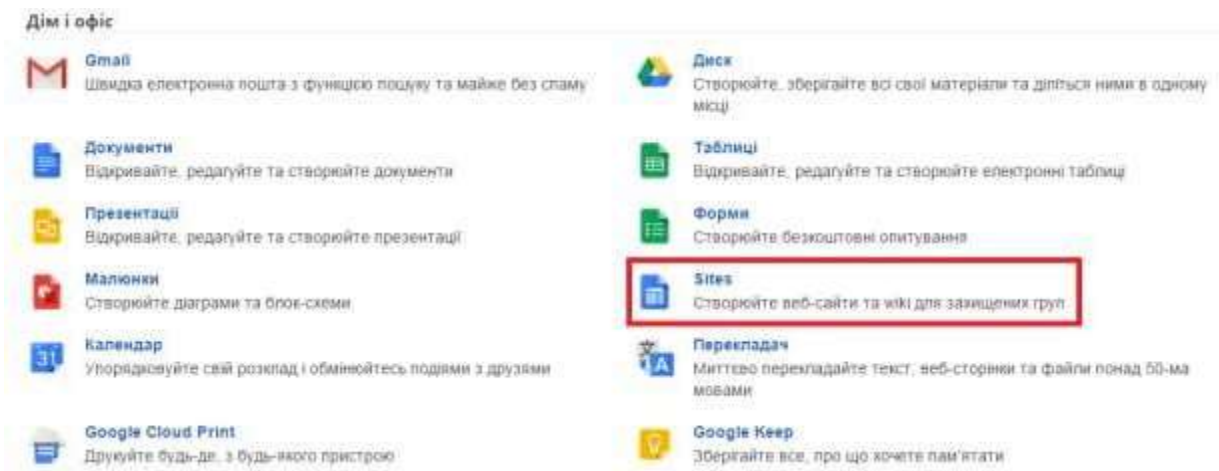 Дім і офіс
Gmail
Швидка електронна пошта з функцією пошуку та майже без спаму
Диск
Створюйте, зберігайте всі свої матеріали та діліться ними в одному
місці
Документи
Відкривайте, редагуйте та створюйте документи
Таблиці
Відкривайте, редагуйте та створюйте електронні таблиці
Презентації
Відкривайте, редагуйте та створюйте презентації
Форми
Створюйте безкоштовні опитування
Малюнки
Створюйте діаграми та блок-схеми
Sites
Створюйте веб-сайти та wiki для захищених груп
Календар
31
Упорядковуйте свій розклад і обмінюйтесь подіями з друзями
Перекладач
文
A
Миттєво перекладайте текст, веб-сторінки та файли понад 50-ма
мовами
Google Cloud Print
Друкуйте будь-де, з будь-якого пристрою
Google Keep
Зберігайте все, про що хочете пам'ятати